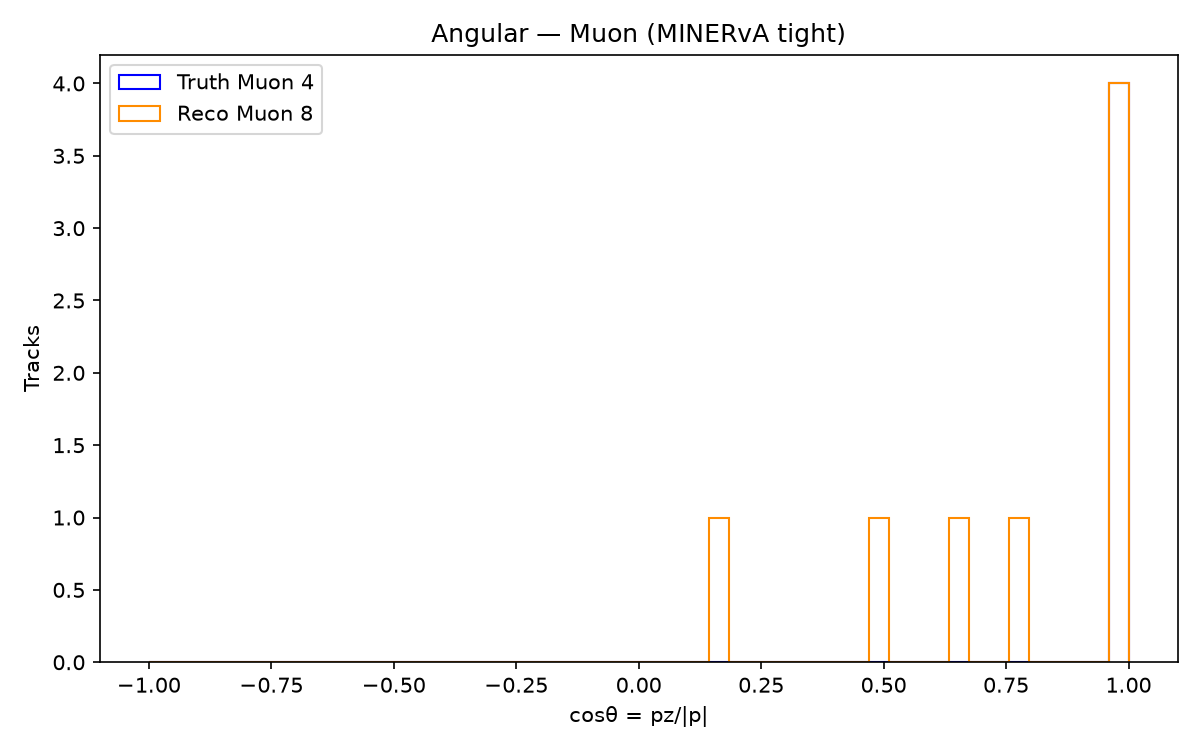 Angular — Muon (MINERvA tight)
Truth Muon 4
Reco Muon 8
4.0
3.5
3.0
2.5
2.0
1.5
1.0
0.5
0.0
Tracks
−1.00 −0.75 −0.50 −0.25 0.00 0.25 0.50 0.75 1.00
cosθ = pz/|p|